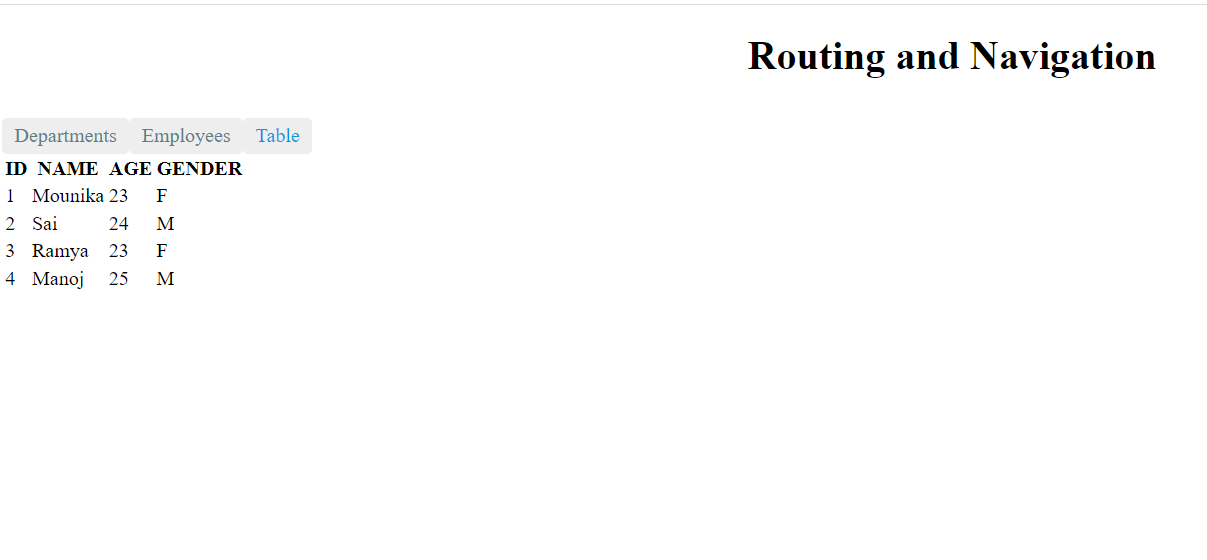 Routing and Navigation
Departments Employees Table
ID NAME AGE GENDER
1 Mounika 23 F
2 Sai 24 M
3 Ramya 23 F
4 Manoj 25 M